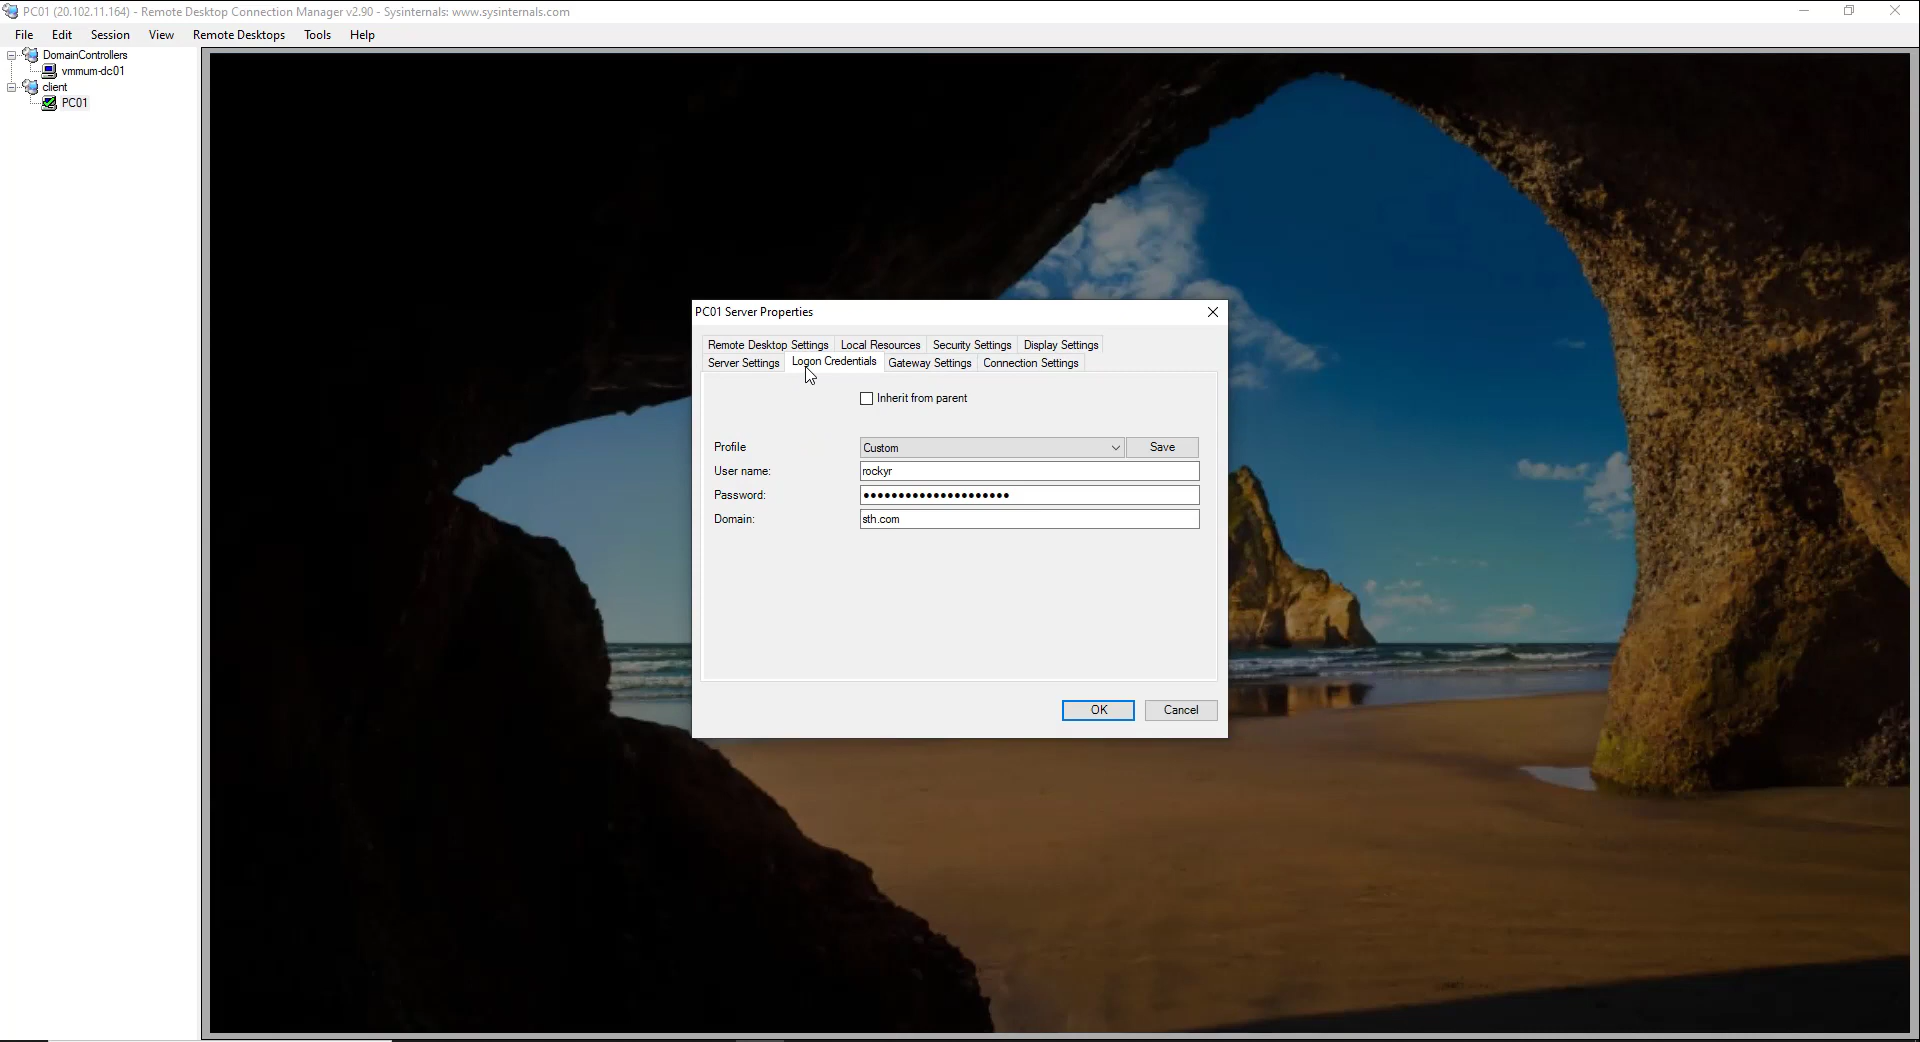 PC01 (20.102.11.164) - Remote Desktop Connection Manager v2.90 - Sysinternals: www.sysinternals.com
File Edit Session View Remote Desktops Tools Help
DomainControllers
vmmum-dc01
client
PC01
PC01 Server Properties
Remote Desktop Settings Local Resources Security Settings Display Settings
Server Settings Logon Credentials Gateway Settings Connection Settings
Inherit from parent
Profile Custom Save
User name: rockyr
Password: ●●●●●●●●●●●●●●●●●●●●●
Domain: sth.com
OK Cancel